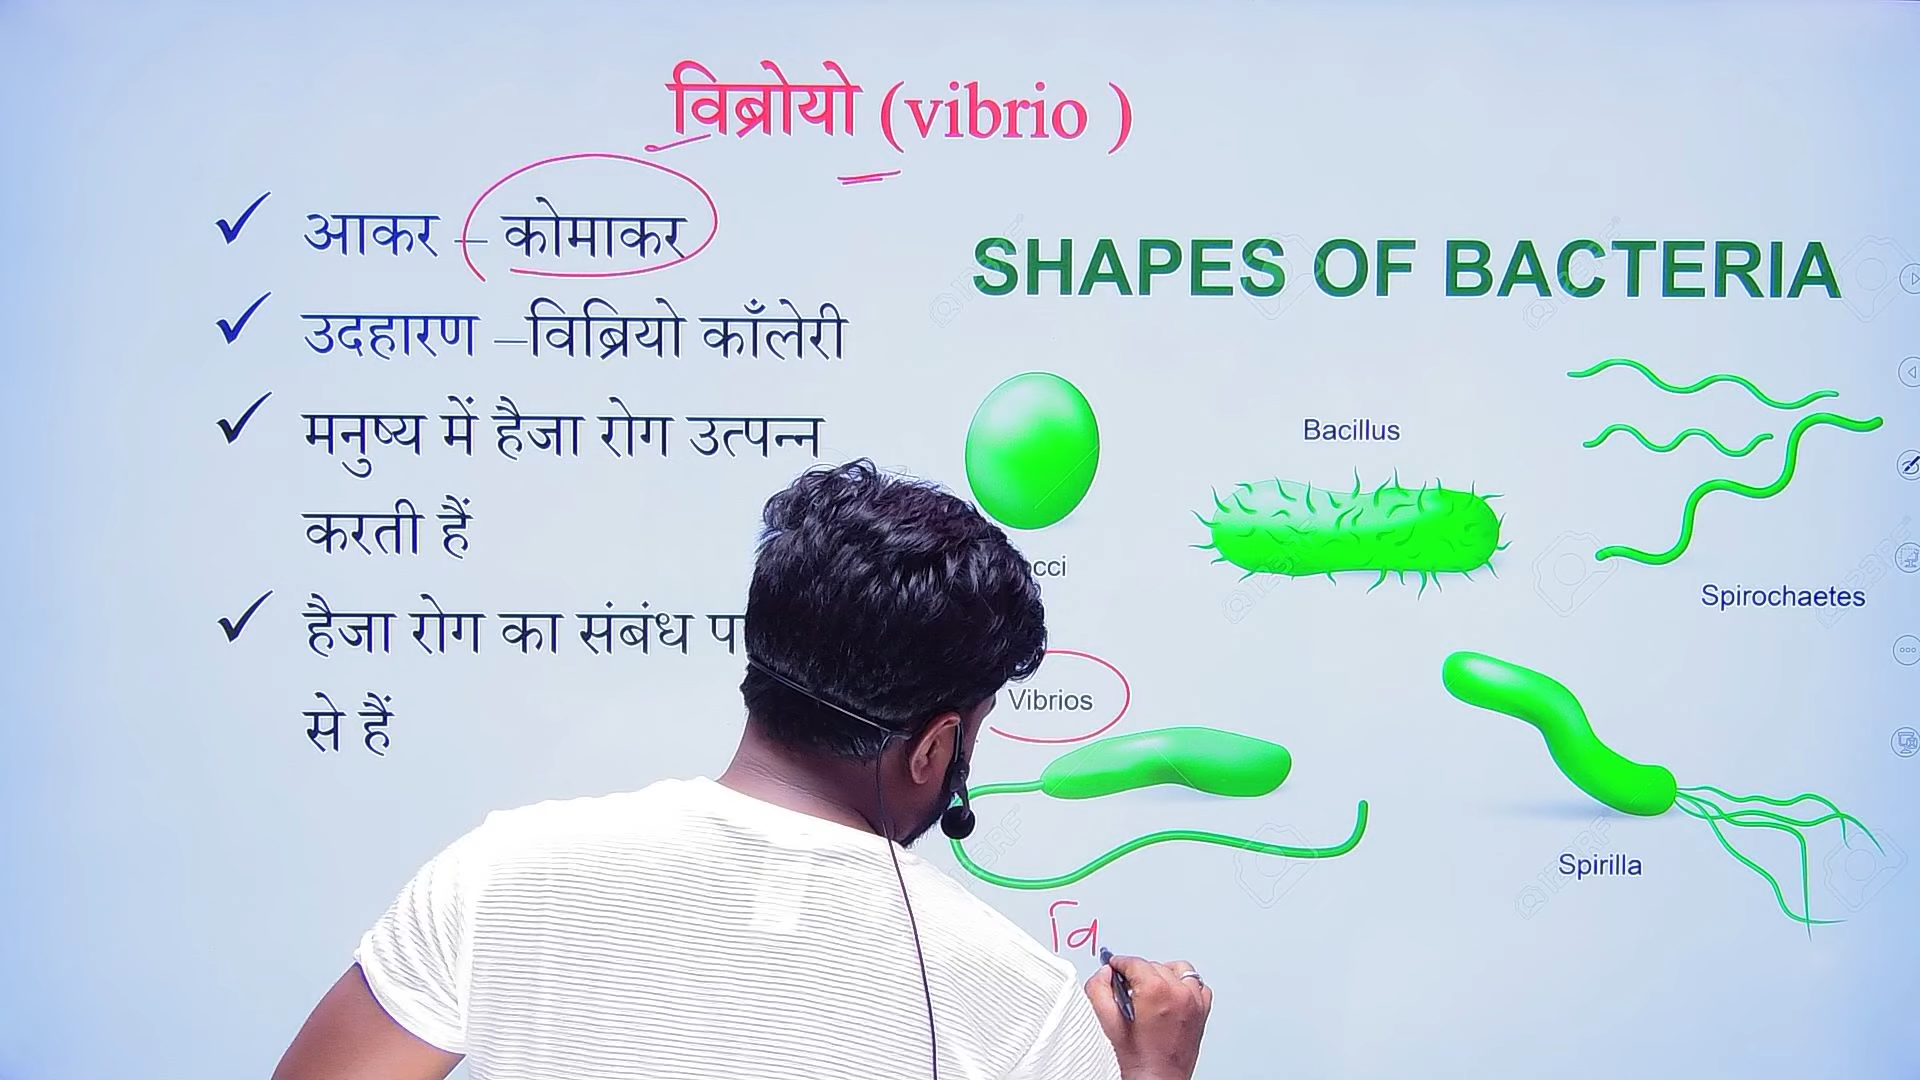 विब्रोयो (vibrio )
✓ आकर – कोमाकर
✓ उदहारण –विब्रियो कॉंलेरी
✓ मनुष्य में हैजा रोग उत्पन्न
करती हैं
✓ हैजा रोग का संबंध
से हैं
SHAPES OF BACTERIA
Bacillus
Spirochaetes
Vibrios
Spirilla
वि